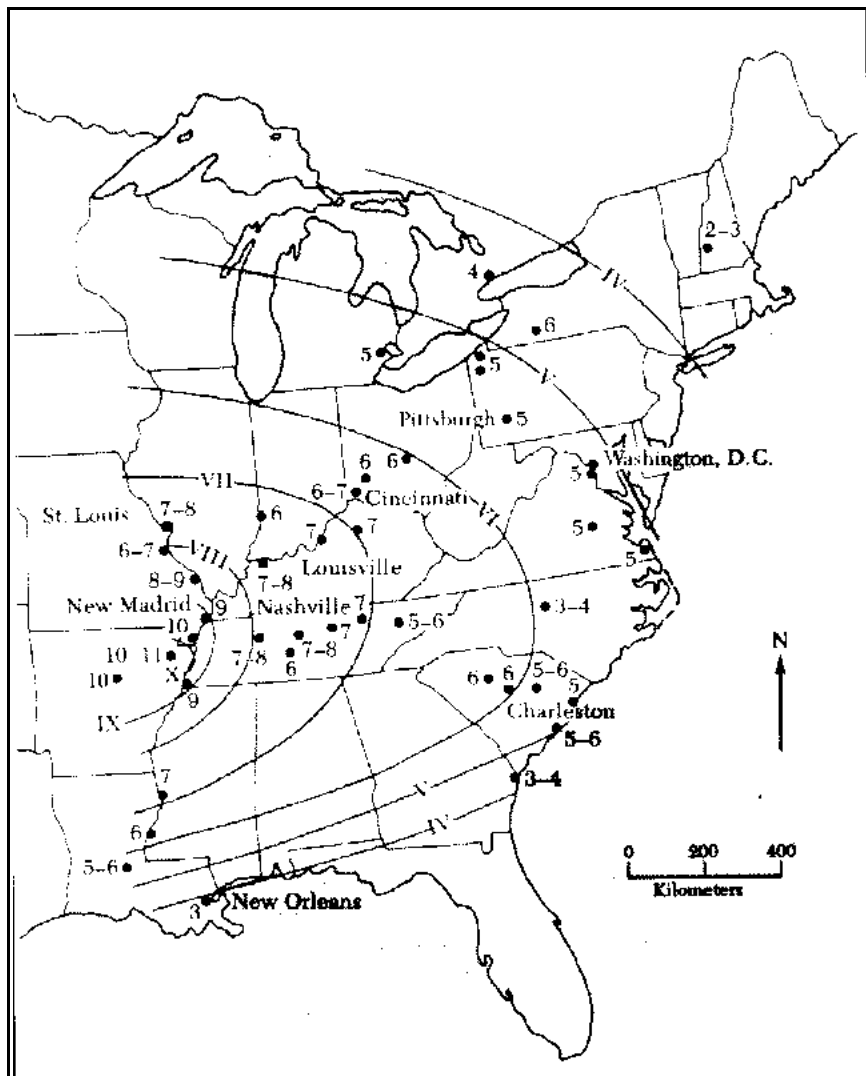 2-3
IV
4
6
V
5
5
Pittsburgh 5
6
6
Washington, D.C.
5
VII
6-7
Cincinnati
VI
St. Louis
7-8
6
7
7
5
6-7
VIII
Louisville
5
8-9
7-8
New Madrid
9
Nashville
7
5-6
3-4
N
10
7
10
11
7-8
7-8
6
X
10
9
6
6
5-6
5
IX
Charleston
5-6
7
V
3-4
6
IV
0 200 400
Kilometers
5-6
3
New Orleans